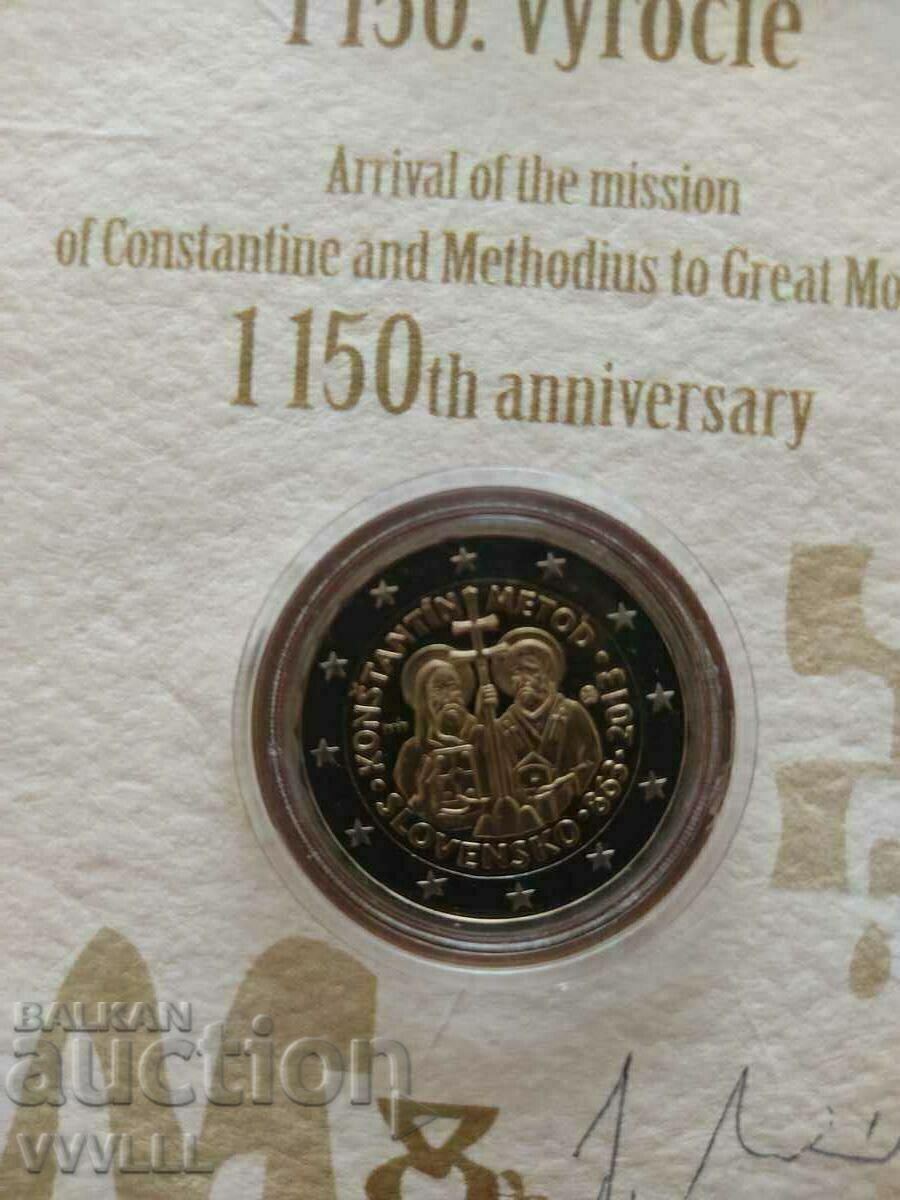 1150. výročie
Arrival of the mission
of Constantine and Methodius to Great Mo
1150th anniversary
KONŠTANTÍN METOD · 863-2013
· SLOVENSKO ·
BALKAN
auction
VVVLLL